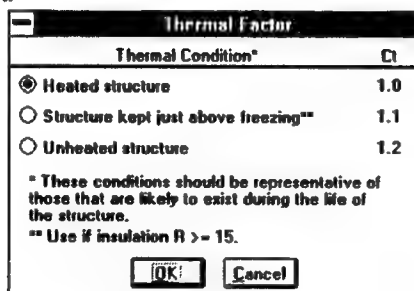 Thermal Factor
Thermal Condition* Ct
Heated structure 1.0
Structure kept just above freezing** 1.1
Unheated structure 1.2
* These conditions should be representative of
those that are likely to exist during the life of
the structure.
** Use if insulation R >= 15.
OK Cancel